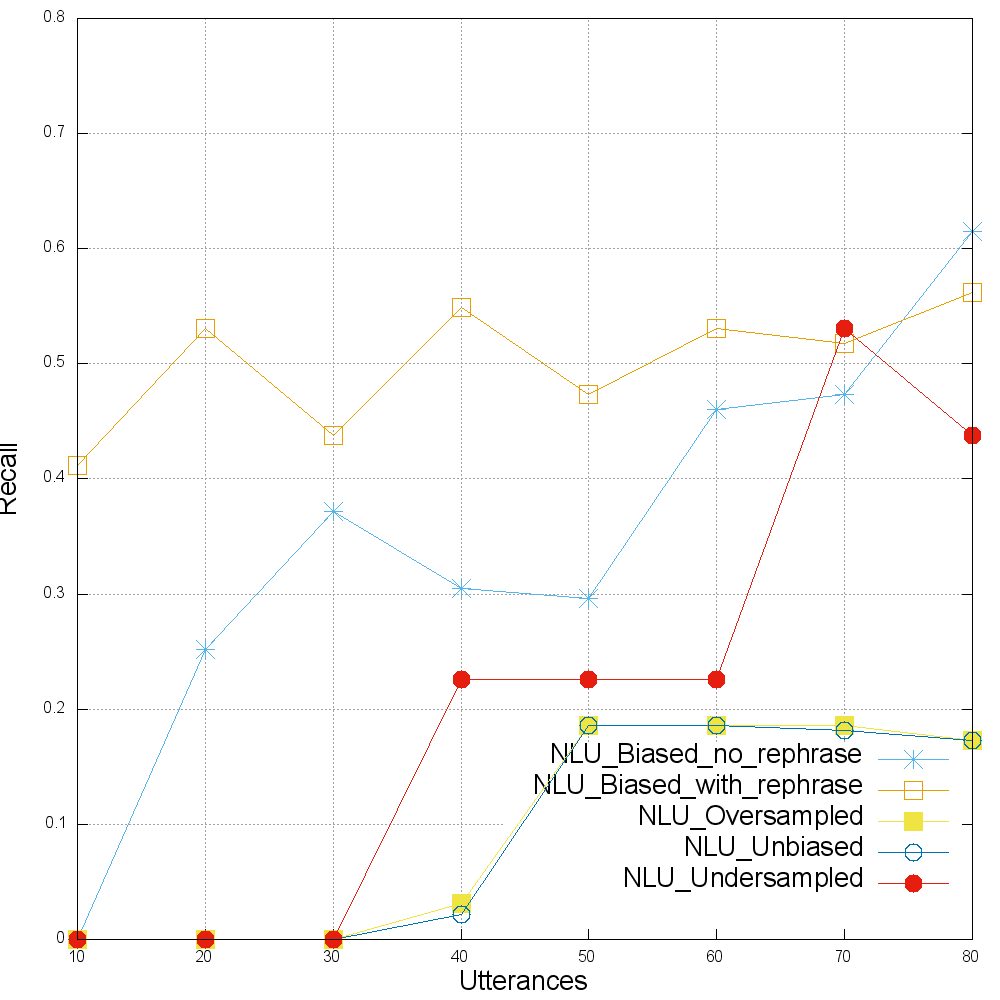 0.8
0.7
0.6
0.5
0.4
0.3
0.2
0.1
0
Recall
NLU_Biased_no_rephrase
NLU_Biased_with_rephrase
NLU_Oversampled
NLU_Unbiased
NLU_Undersampled
10 20 30 40 50 60 70 80
Utterances